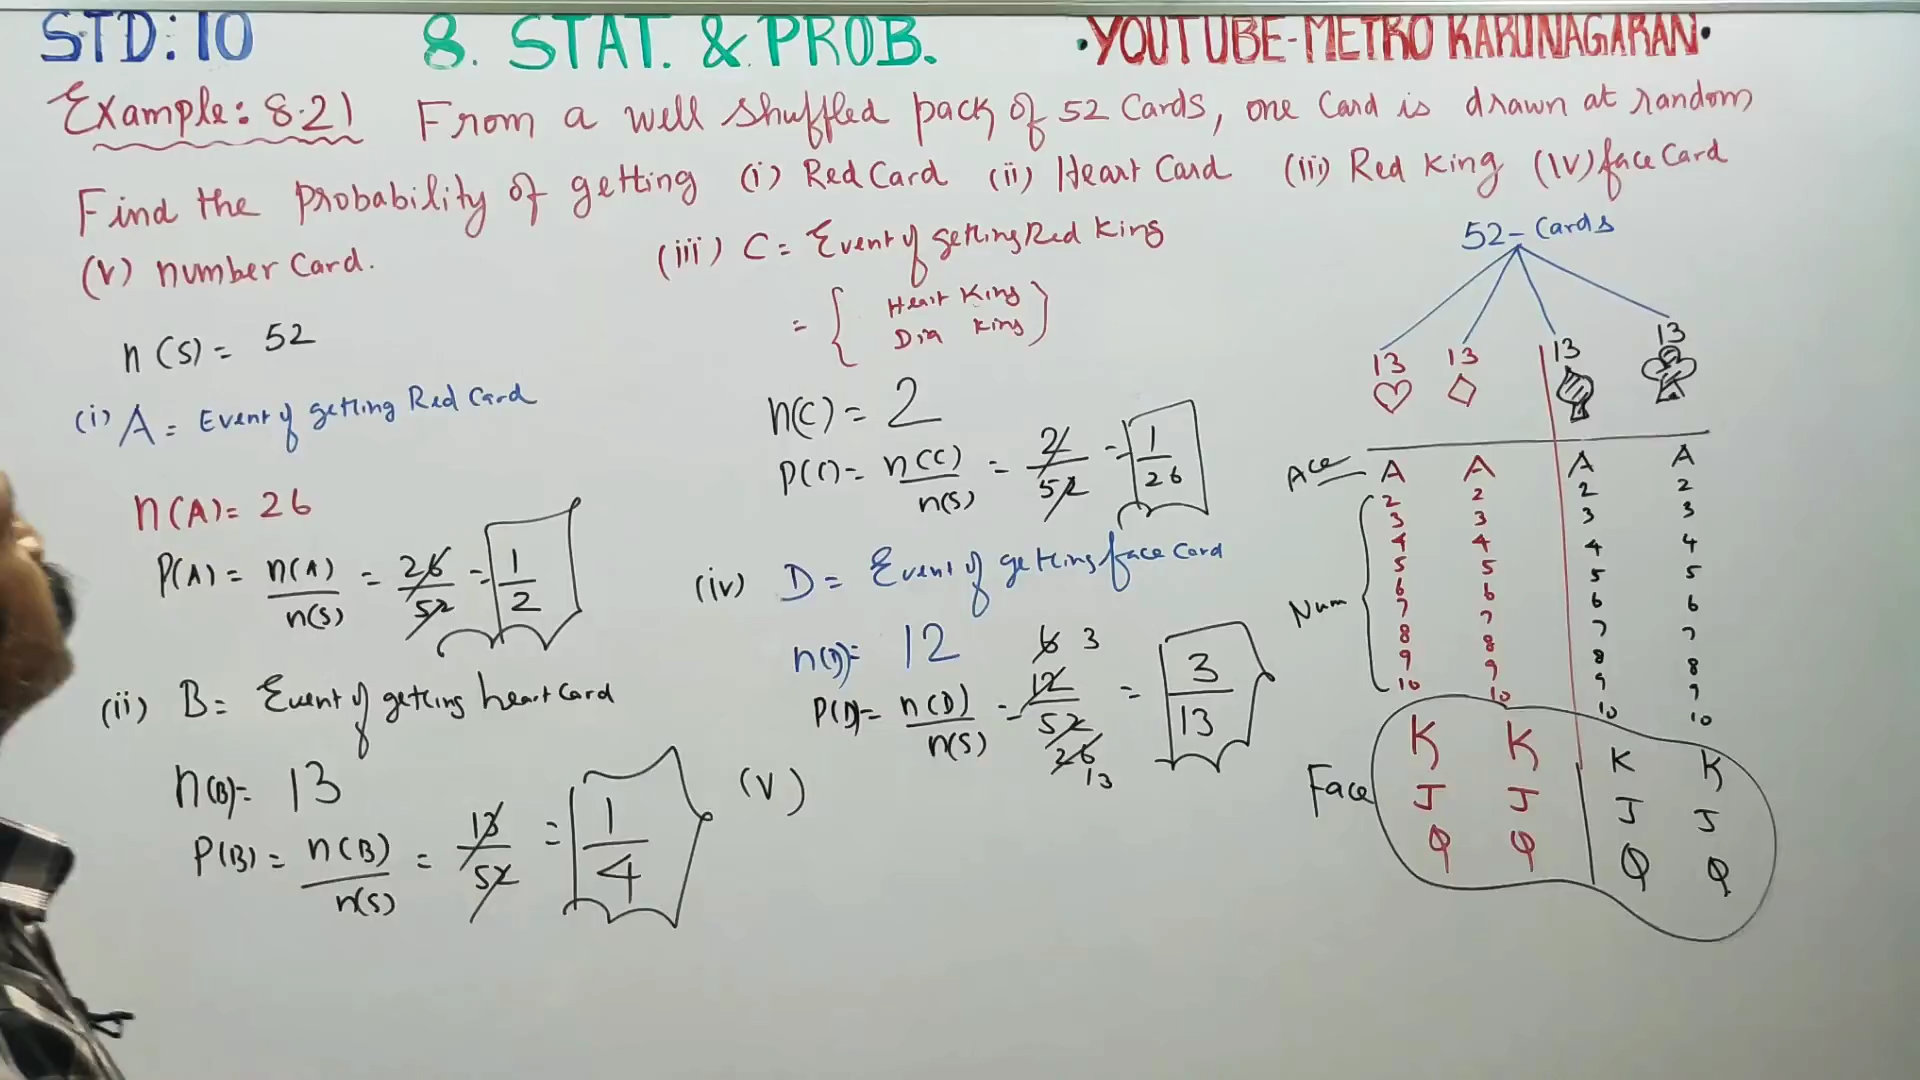 STD: 10 8. STAT. & PROB. •YOUTUBE-METRO KARUNAGARAN•
Example: 8.21 From a well shuffled pack of 52 Cards, one Card is drawn at random
Find the Probability of getting (i) Red Card (ii) Heart Card (iii) Red King (iv) face Card
(v) number Card.
n(S) = 52
(i) A = Event of getting Red Card
n(A) = 26
P(A) = n(A)/n(S) = 26/52 = 1/2
(ii) B = Event of getting heart Card
n(B) = 13
P(B) = n(B)/n(S) = 13/52 = 1/4
(iii) C = Event of getting Red King
= { Heart King
Dia King }
n(C) = 2
P(C) = n(C)/n(S) = 2/52 = 1/26
(iv) D = Event of getting face Card
n(D) = 12
6 3
P(D) = n(D)/n(S) = 12/52 = 3/13
26
13
(v)
52 - Cards
13 13 13 13
♡ ◇ ♠ ♣
Ace A A A A
2 2 2 2
3 3 3 3
4 4 4 4
5 5 5 5
6 6 6 6
Num 7 7 7 7
8 8 8 8
9 9 9 9
10 10 10 10
K K K K
Face J J J J
Q Q Q Q